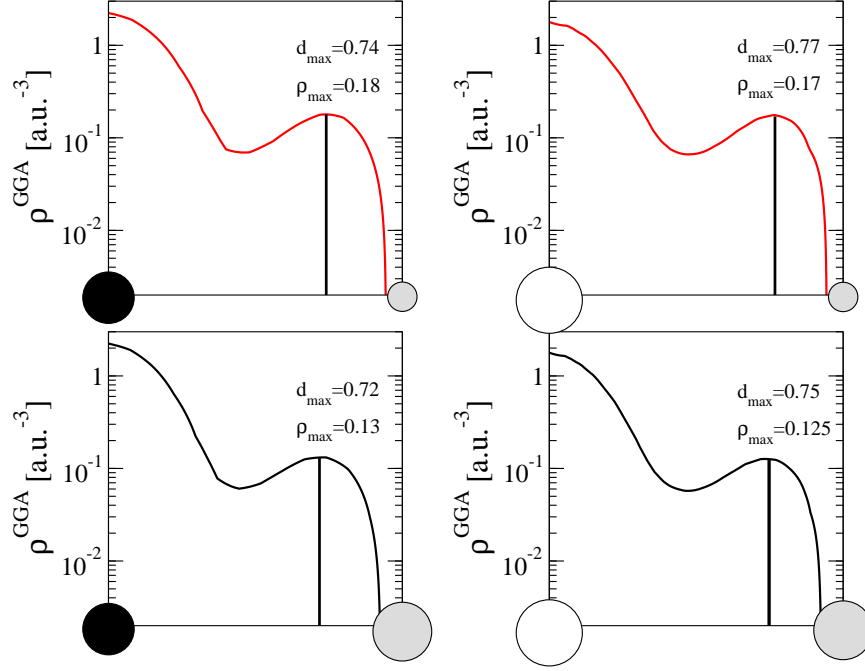 1
10^-1
10^-2
ρ^GGA [a.u.^-3]
d_max=0.74
ρ_max=0.18
1
10^-1
10^-2
ρ^GGA [a.u.^-3]
d_max=0.77
ρ_max=0.17
1
10^-1
10^-2
ρ^GGA [a.u.^-3]
d_max=0.72
ρ_max=0.13
1
10^-1
10^-2
ρ^GGA [a.u.^-3]
d_max=0.75
ρ_max=0.125